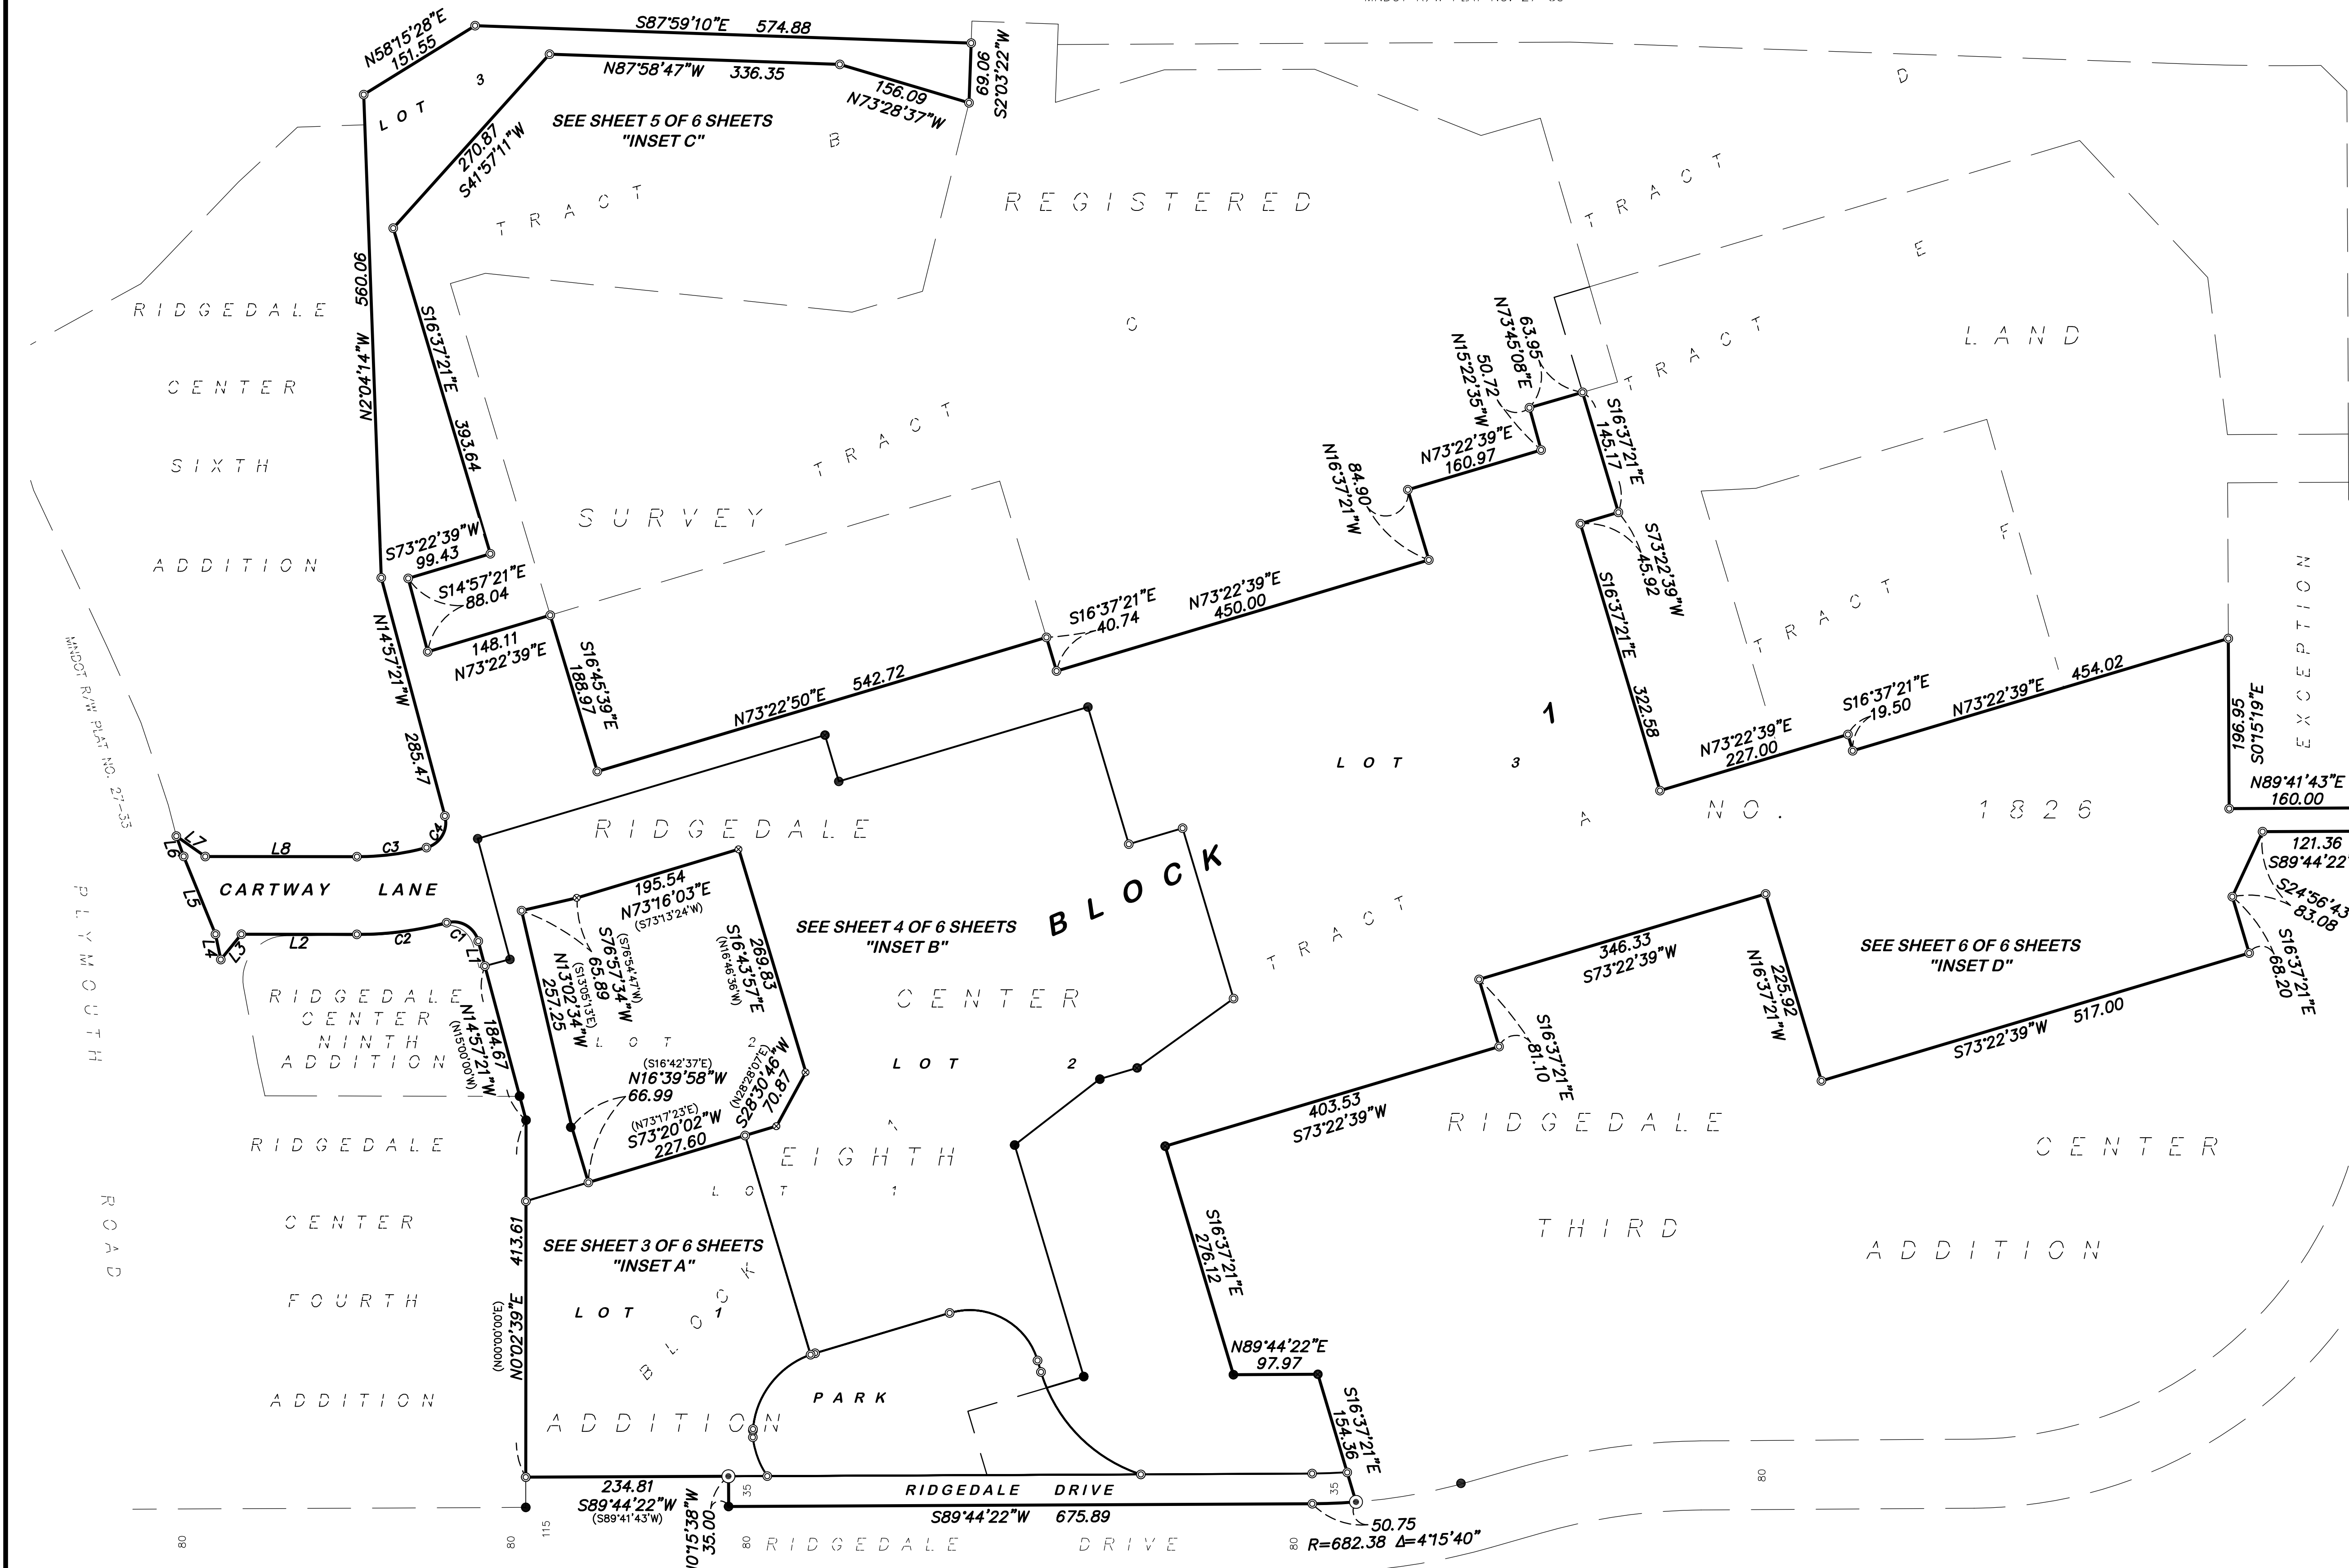 N58°15'28"E
151.55
S87°59'10"E 574.88
69.06
S2°03'22"W
N87°58'47"W 336.35
156.09
N73°28'37"W
LOT 3
270.87
S41°57'11"W
SEE SHEET 5 OF 6 SHEETS
"INSET C"
B
TRACT
REGISTERED
D
TRACT
E
LAND
C
TRACT
N2°04'14"W 560.06
RIDGEDALE
CENTER
SIXTH
ADDITION
S16°37'21"E 393.64
S73°22'39"W
99.43
S14°57'21"E
88.04
148.11
N73°22'39"E
SURVEY
TRACT
N14°57'21"W 285.47
S16°45'39"E
188.97
N73°22'50"E 542.72
S16°37'21"E
40.74
N73°22'39"E
450.00
84.90
N16°37'21"W
N73°22'39"E
160.97
50.72
N15°22'35"W
63.95
N73°45'08"E
S16°37'21"E
145.17
S73°22'39"W
45.92
S16°37'21"E 322.58
F
TRACT
N73°22'39"E
227.00
S16°37'21"E
19.50
N73°22'39"E 454.02
EXCEPTION
196.95
S0°15'19"E
N89°41'43"E
160.00
MNDOT R/W PLAT NO. 27-33
L7
L6
L8
C3
C4
L5
CARTWAY LANE
L4
L3
L2
C2
C1
L1
RIDGEDALE
1
LOT 3
A
NO. 1826
BLOCK
TRACT
121.36
S89°44'22"
S24°56'43
83.08
S16°37'21"E
68.20
195.54
N73°16'03"E
(S73°13'24"W)
S76°57'34"W
(S76°54'47"W)
65.89
N13°02'34"W
(S13°05'13"E)
257.25
269.83
S16°43'57"E
(N16°46'36"W)
SEE SHEET 4 OF 6 SHEETS
"INSET B"
CENTER
LOT 2
LOT 2
346.33
S73°22'39"W
225.92
N16°37'21"W
SEE SHEET 6 OF 6 SHEETS
"INSET D"
S73°22'39"W 517.00
S16°37'21"E
81.10
403.53
S73°22'39"W
PLYMOUTH
ROAD
RIDGEDALE
CENTER
NINTH
ADDITION
184.67
N14°57'21"W
(N15°00'00"W)
(S16°42'37"E)
N16°39'58"W
66.99
(N73°17'23"E)
S73°20'02"W
227.60
(N28°28'07"E)
S28°30'46"W
70.87
1
EIGHTH
LOT 1
RIDGEDALE
CENTER
FOURTH
ADDITION
413.61
N0°02'39"E
(N00°00'00"E)
SEE SHEET 3 OF 6 SHEETS
"INSET A"
LOT 1
BLOCK
ADDITION
PARK
S16°37'21"E
276.12
N89°44'22"E
97.97
S16°37'21"E
154.36
RIDGEDALE
CENTER
THIRD
ADDITION
80
234.81
S89°44'22"W
(S89°41'43"W)
35
RIDGEDALE DRIVE
35
S89°44'22"W 675.89
35.00
50.75
R=682.38 Δ=4°15'40"
80
80
115
80
RIDGEDALE DRIVE
80